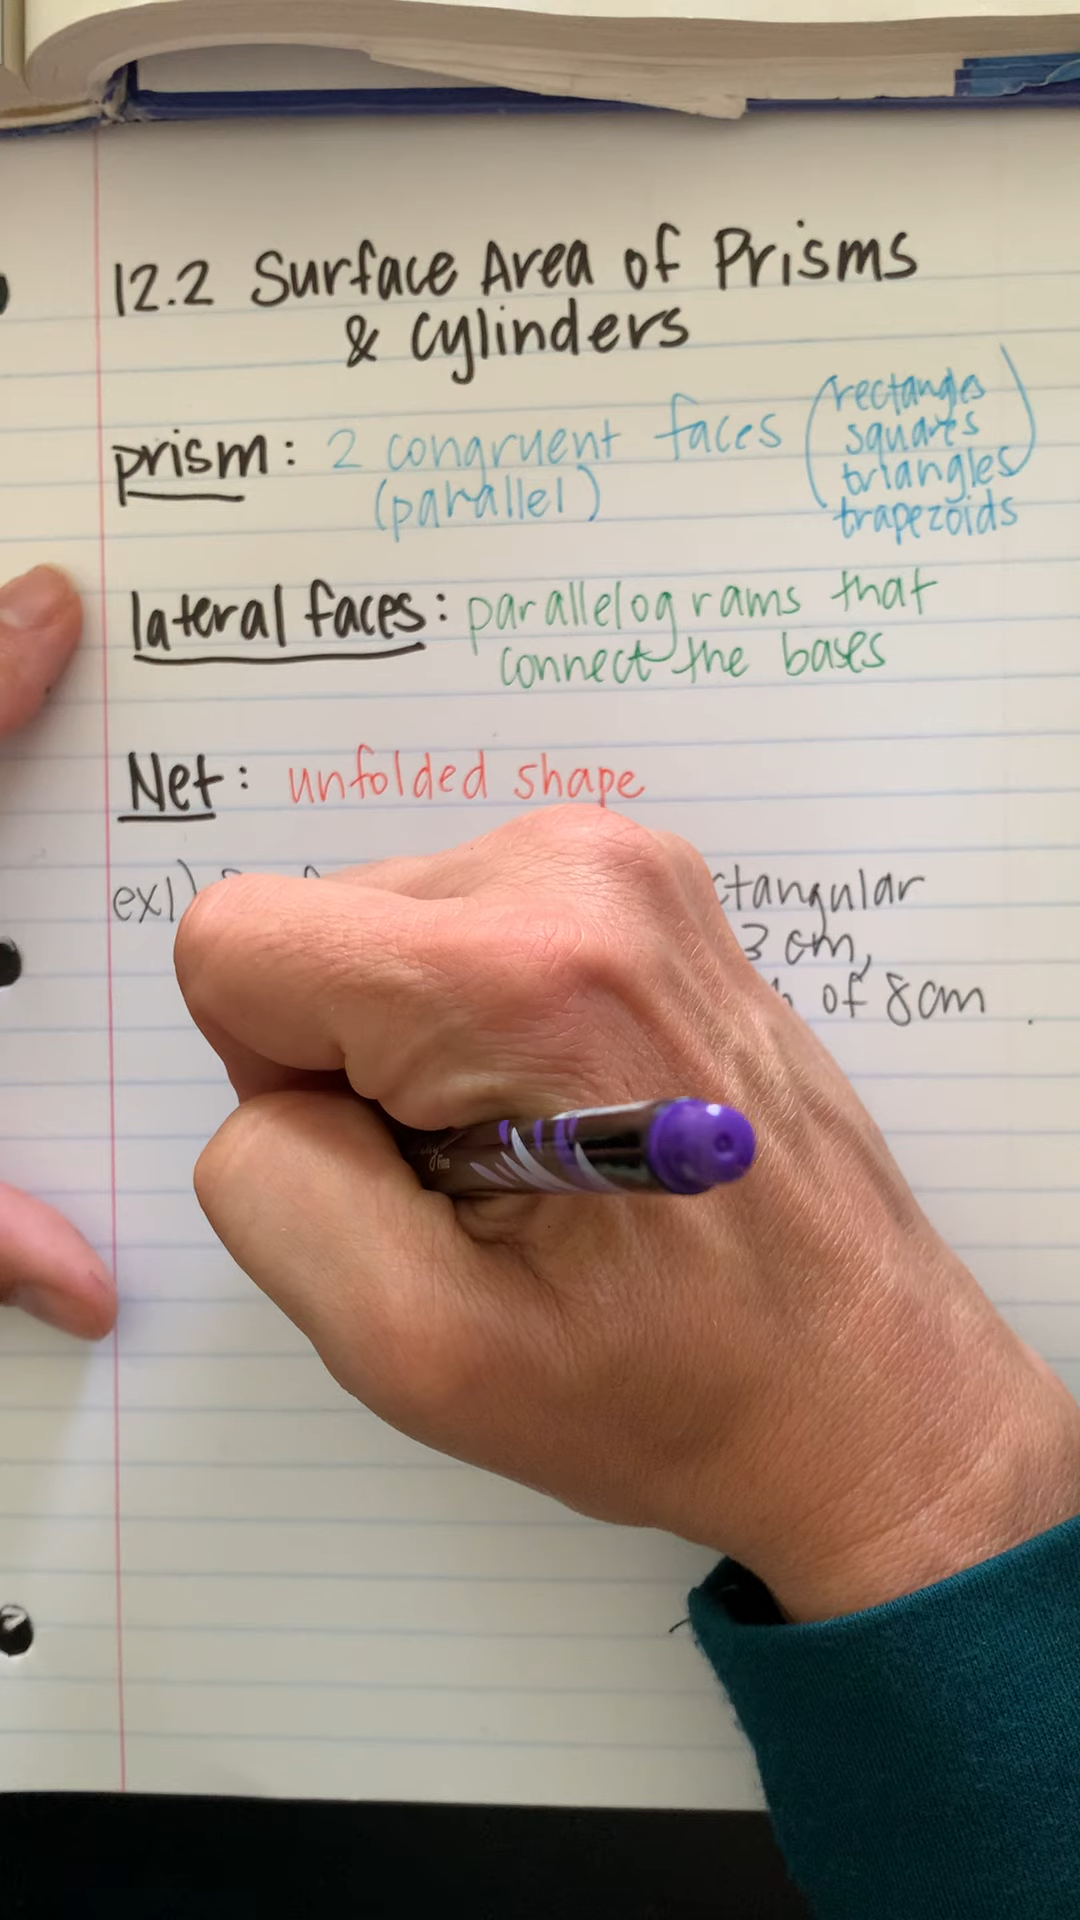 12.2 Surface Area of Prisms
& Cylinders
prism: 2 congruent faces (rectangles
squares
triangles)
trapezoids
(parallel)
lateral faces: parallelograms that
connect the bases
Net: unfolded shape
ex1)
3 cm,
of 8cm.
fine